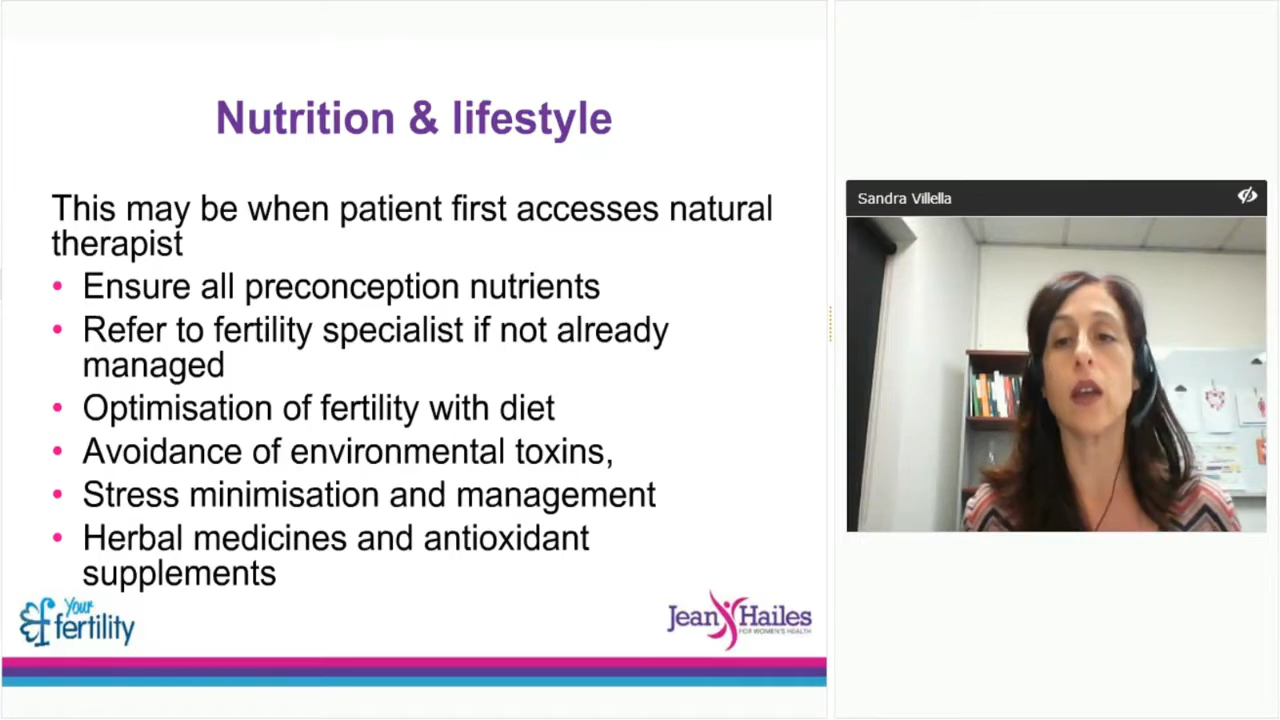 Nutrition & lifestyle
This may be when patient first accesses natural
therapist
• Ensure all preconception nutrients
• Refer to fertility specialist if not already
managed
• Optimisation of fertility with diet
• Avoidance of environmental toxins,
• Stress minimisation and management
• Herbal medicines and antioxidant
supplements
Your
fertility
Jean Hailes
FOR WOMEN'S HEALTH
Sandra Villella